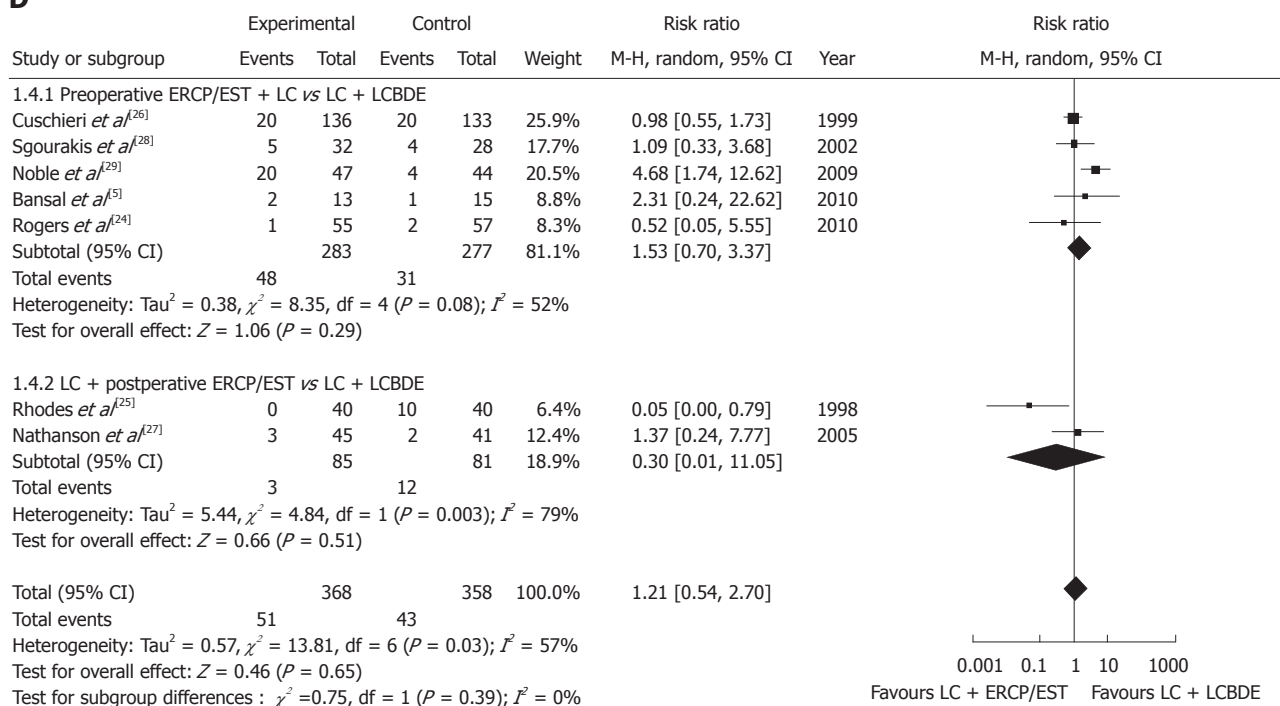 D
Experimental Control Risk ratio Risk ratio
Study or subgroup Events Total Events Total Weight M-H, random, 95% CI Year M-H, random, 95% CI
1.4.1 Preoperative ERCP/EST + LC vs LC + LCBDE
Cuschieri et al[26] 20 136 20 133 25.9% 0.98 [0.55, 1.73] 1999
Sgourakis et al[28] 5 32 4 28 17.7% 1.09 [0.33, 3.68] 2002
Noble et al[29] 20 47 4 44 20.5% 4.68 [1.74, 12.62] 2009
Bansal et al[5] 2 13 1 15 8.8% 2.31 [0.24, 22.62] 2010
Rogers et al[24] 1 55 2 57 8.3% 0.52 [0.05, 5.55] 2010
Subtotal (95% CI) 283 277 81.1% 1.53 [0.70, 3.37]
Total events 48 31
Heterogeneity: Tau² = 0.38, χ² = 8.35, df = 4 (P = 0.08); I² = 52%
Test for overall effect: Z = 1.06 (P = 0.29)
1.4.2 LC + postperative ERCP/EST vs LC + LCBDE
Rhodes et al[25] 0 40 10 40 6.4% 0.05 [0.00, 0.79] 1998
Nathanson et al[27] 3 45 2 41 12.4% 1.37 [0.24, 7.77] 2005
Subtotal (95% CI) 85 81 18.9% 0.30 [0.01, 11.05]
Total events 3 12
Heterogeneity: Tau² = 5.44, χ² = 4.84, df = 1 (P = 0.003); I² = 79%
Test for overall effect: Z = 0.66 (P = 0.51)
Total (95% CI) 368 358 100.0% 1.21 [0.54, 2.70]
Total events 51 43
Heterogeneity: Tau² = 0.57, χ² = 13.81, df = 6 (P = 0.03); I² = 57%
Test for overall effect: Z = 0.46 (P = 0.65)
Test for subgroup differences : χ² =0.75, df = 1 (P = 0.39); I² = 0%
0.001 0.1 1 10 1000
Favours LC + ERCP/EST Favours LC + LCBDE